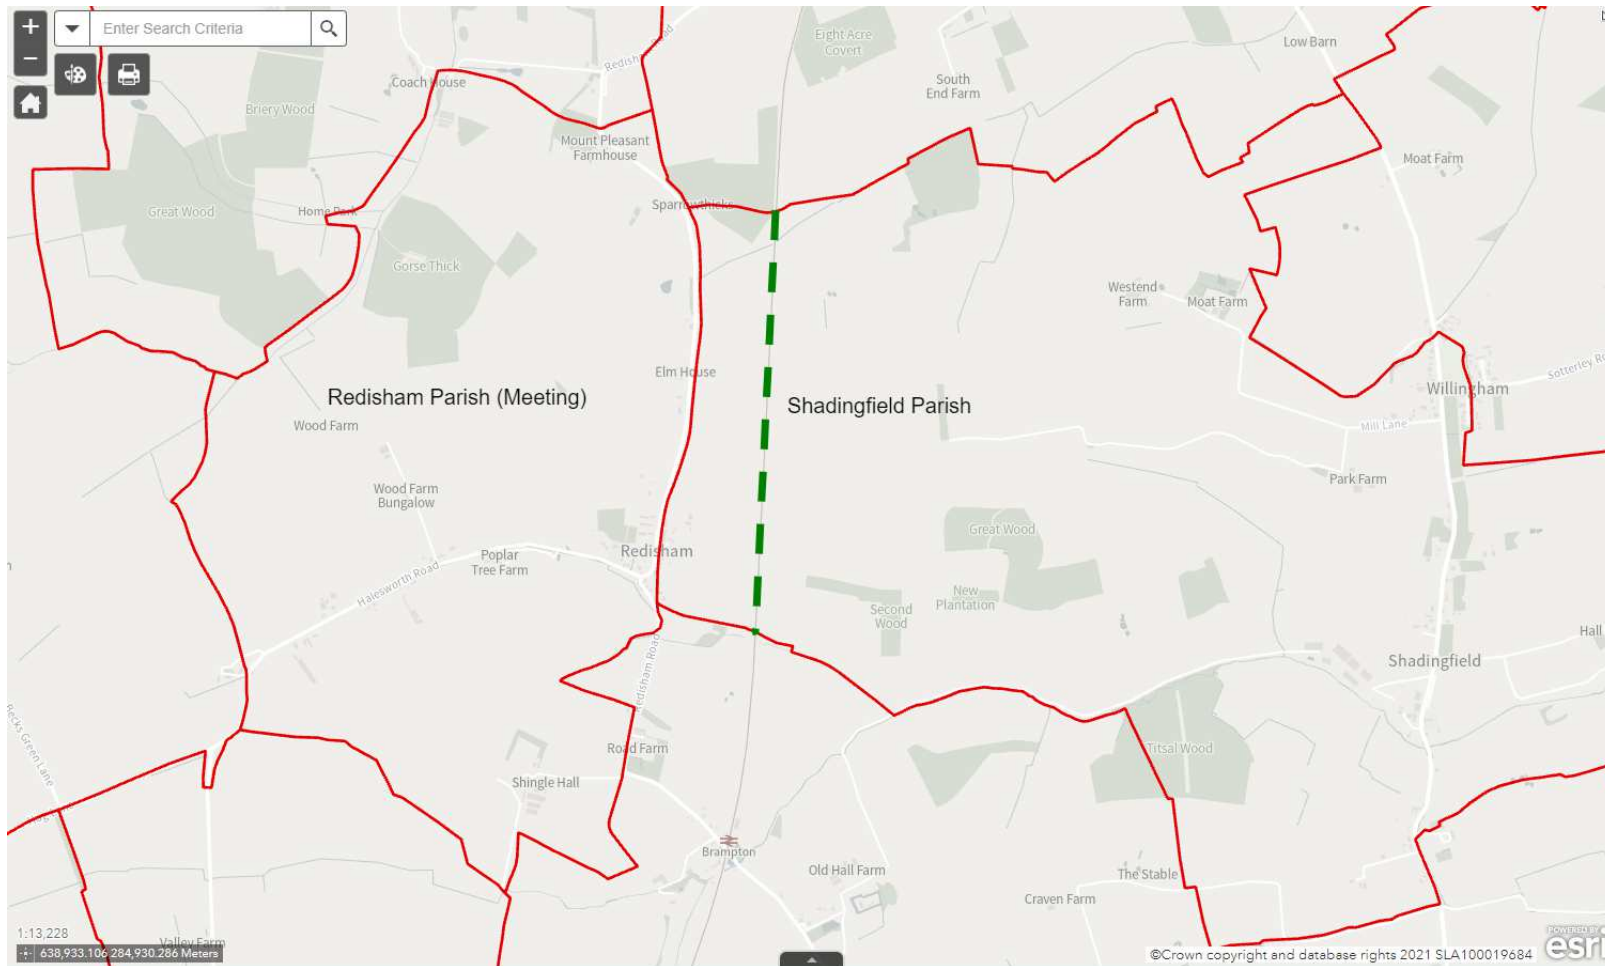 Enter Search Criteria
Eight Acre
Covert
Low Barn
Redisham Road
Coach House
South
End Farm
Briery Wood
Mount Pleasant
Farmhouse
Moat Farm
Great Wood
Home Park
Sparrowthicks
Gorse Thick
Westend
Farm
Moat Farm
Elm House
Sotterley Ro
Willingham
Redisham Parish (Meeting)
Shadingfield Parish
Wood Farm
Mill Lane
Park Farm
Wood Farm
Bungalow
Great Wood
Redisham
Poplar
Tree Farm
Halesworth Road
New
Plantation
Second
Wood
Hall
Shadingfield
Redisham Road
Becks Green Lane
Road Farm
Titsal Wood
Shingle Hall
Brampton
Old Hall Farm
The Stable
Craven Farm
1:13,228
Valley Farm
638,933.106 284,930.286 Meters
©Crown copyright and database rights 2021 SLA100019684
POWERED BY
esri